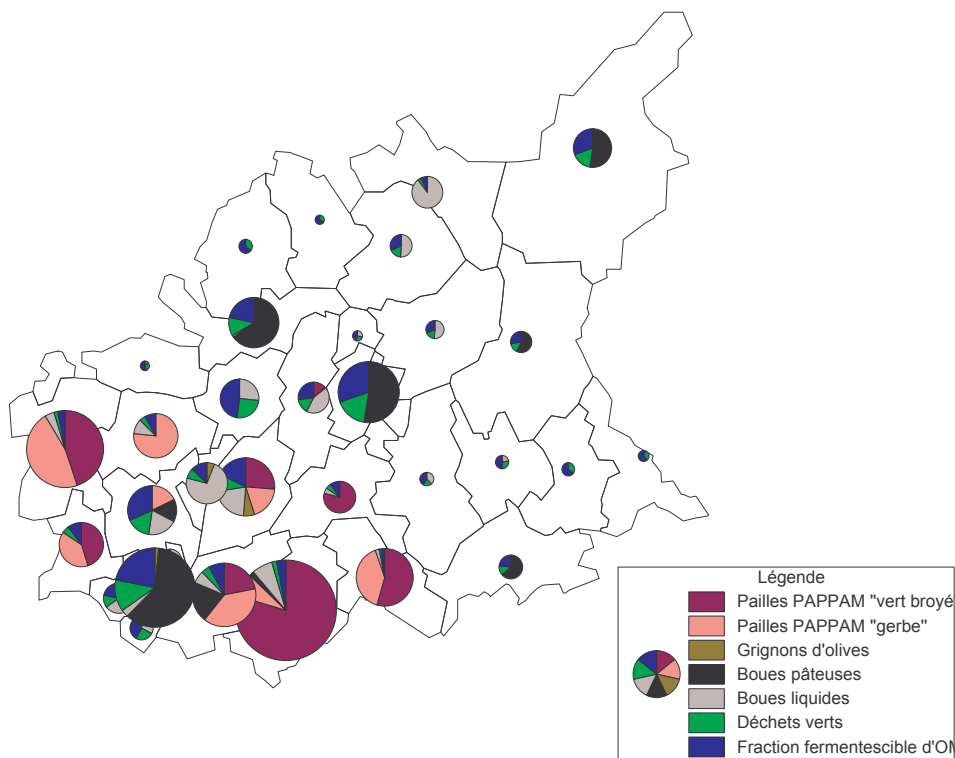 Légende
Pailles PAPPAM "vert broyé
Pailles PAPPAM "gerbe"
Grignons d'olives
Boues pâteuses
Boues liquides
Déchets verts
Fraction fermentescible d'OM